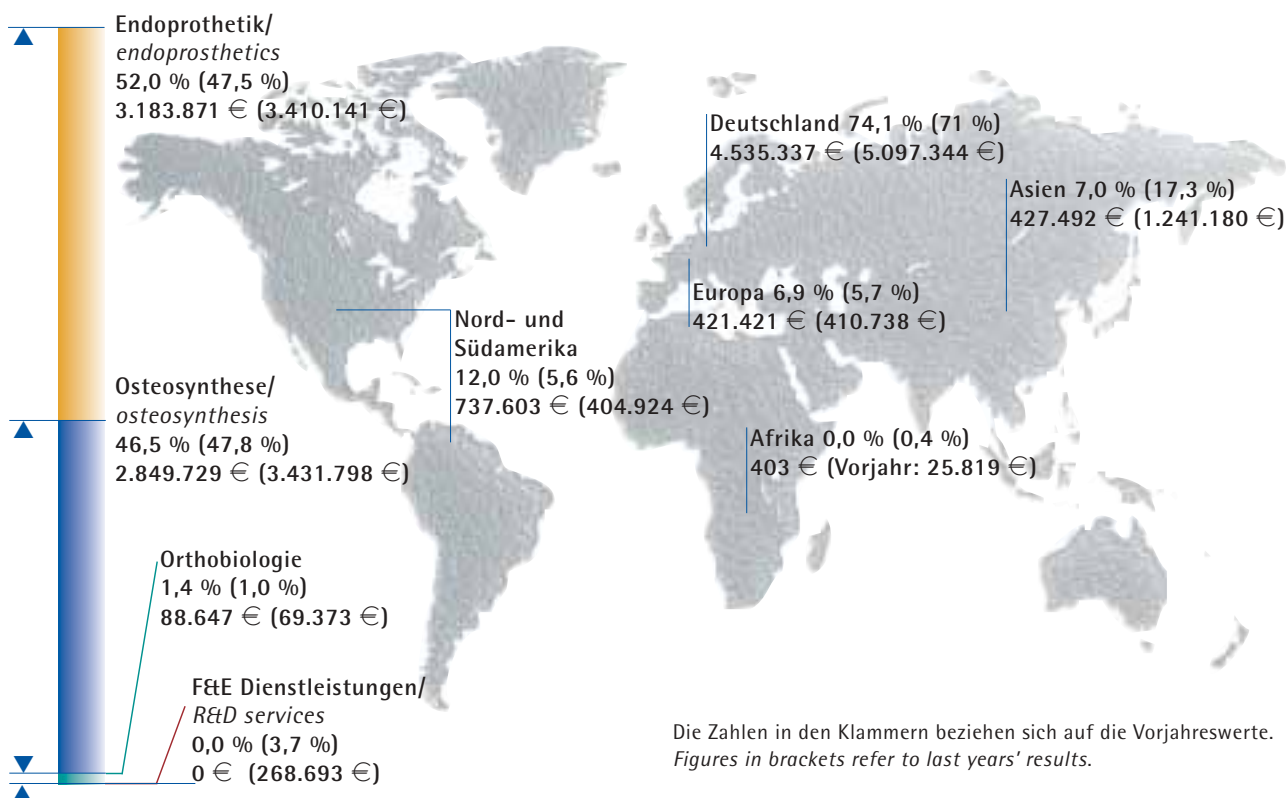 Endoprothetik/
endoprosthetics
52,0 % (47,5 %)
3.183.871 € (3.410.141 €)
Deutschland 74,1 % (71 %)
4.535.337 € (5.097.344 €)
Asien 7,0 % (17,3 %)
427.492 € (1.241.180 €)
Europa 6,9 % (5,7 %)
421.421 € (410.738 €)
Nord- und
Südamerika
12,0 % (5,6 %)
737.603 € (404.924 €)
Osteosynthese/
osteosynthesis
46,5 % (47,8 %)
2.849.729 € (3.431.798 €)
Afrika 0,0 % (0,4 %)
403 € (Vorjahr: 25.819 €)
Orthobiologie
1,4 % (1,0 %)
88.647 € (69.373 €)
F&E Dienstleistungen/
R&D services
0,0 % (3,7 %)
0 € (268.693 €)
Die Zahlen in den Klammern beziehen sich auf die Vorjahreswerte.
Figures in brackets refer to last years' results.